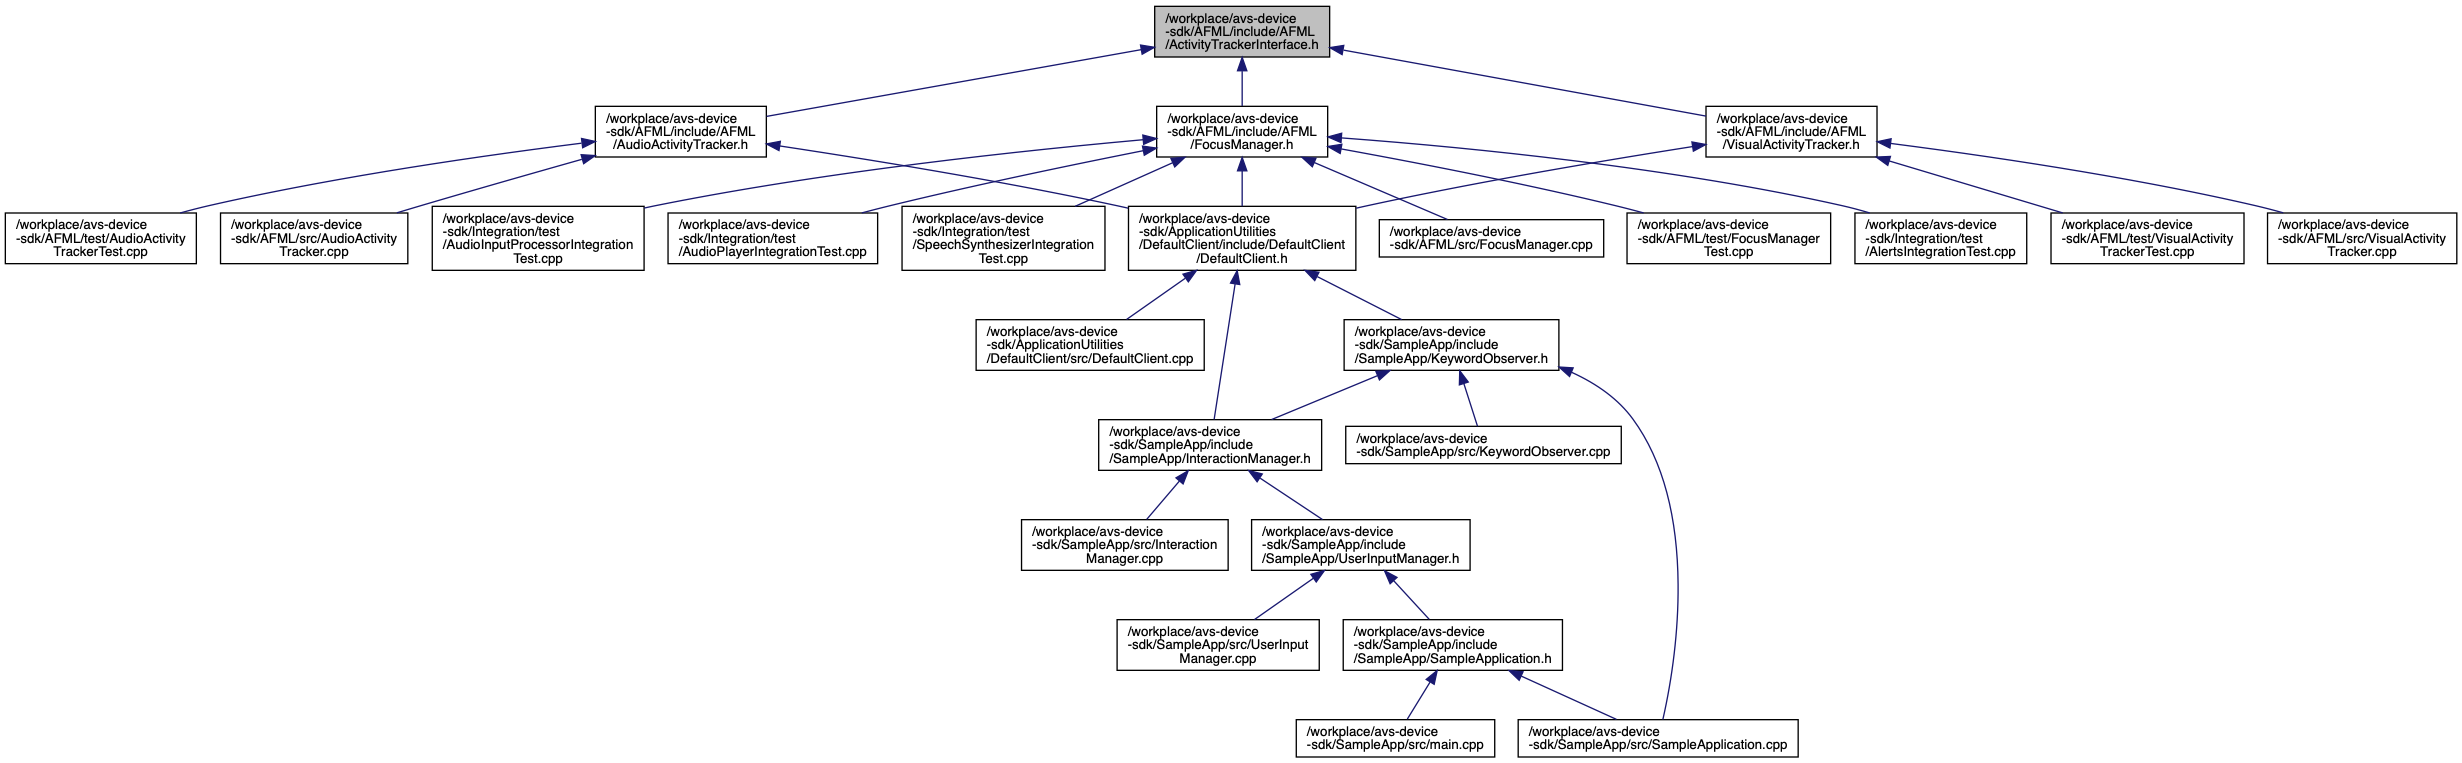 /workplace/avs-device
-sdk/AFML/include/AFML
/ActivityTrackerInterface.h
/workplace/avs-device
-sdk/AFML/include/AFML
/AudioActivityTracker.h
/workplace/avs-device
-sdk/AFML/include/AFML
/FocusManager.h
/workplace/avs-device
-sdk/AFML/include/AFML
/VisualActivityTracker.h
/workplace/avs-device
-sdk/AFML/test/AudioActivity
TrackerTest.cpp
/workplace/avs-device
-sdk/AFML/src/AudioActivity
Tracker.cpp
/workplace/avs-device
-sdk/Integration/test
/AudioInputProcessorIntegration
Test.cpp
/workplace/avs-device
-sdk/Integration/test
/AudioPlayerIntegrationTest.cpp
/workplace/avs-device
-sdk/Integration/test
/SpeechSynthesizerIntegration
Test.cpp
/workplace/avs-device
-sdk/ApplicationUtilities
/DefaultClient/include/DefaultClient
/DefaultClient.h
/workplace/avs-device
-sdk/AFML/src/FocusManager.cpp
/workplace/avs-device
-sdk/AFML/test/FocusManager
Test.cpp
/workplace/avs-device
-sdk/Integration/test
/AlertsIntegrationTest.cpp
/workplace/avs-device
-sdk/AFML/test/VisualActivity
TrackerTest.cpp
/workplace/avs-device
-sdk/AFML/src/VisualActivity
Tracker.cpp
/workplace/avs-device
-sdk/ApplicationUtilities
/DefaultClient/src/DefaultClient.cpp
/workplace/avs-device
-sdk/SampleApp/include
/SampleApp/KeywordObserver.h
/workplace/avs-device
-sdk/SampleApp/include
/SampleApp/InteractionManager.h
/workplace/avs-device
-sdk/SampleApp/src/KeywordObserver.cpp
/workplace/avs-device
-sdk/SampleApp/src/Interaction
Manager.cpp
/workplace/avs-device
-sdk/SampleApp/include
/SampleApp/UserInputManager.h
/workplace/avs-device
-sdk/SampleApp/src/UserInput
Manager.cpp
/workplace/avs-device
-sdk/SampleApp/include
/SampleApp/SampleApplication.h
/workplace/avs-device
-sdk/SampleApp/src/main.cpp
/workplace/avs-device
-sdk/SampleApp/src/SampleApplication.cpp